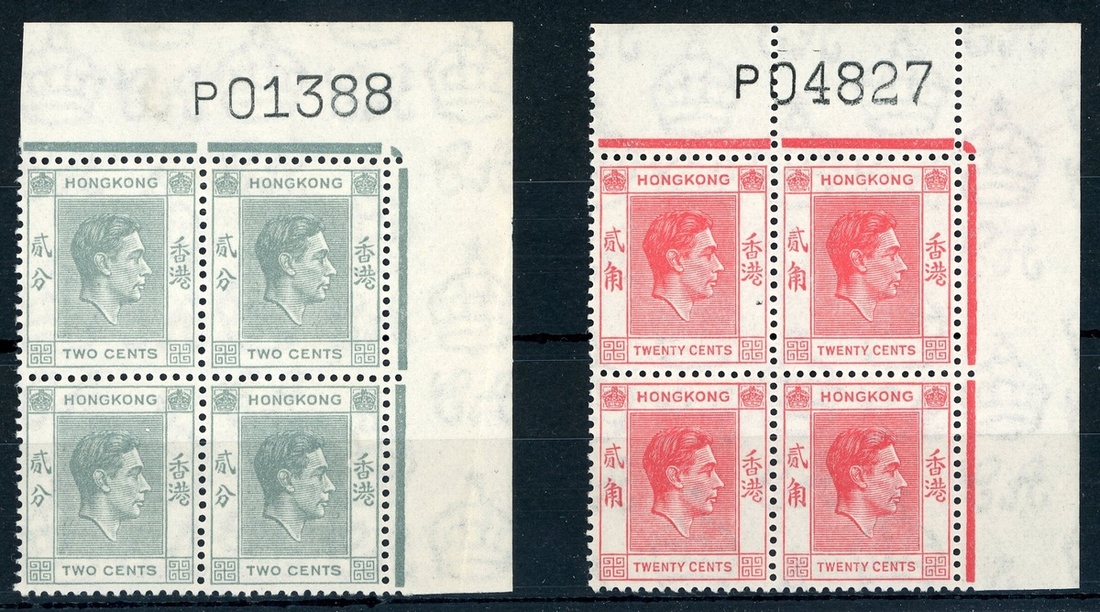 P01388
HONGKONG
HONGKONG
貳分
香港
貳分
香港
TWO CENTS
TWO CENTS
HONGKONG
HONGKONG
貳分
香港
貳分
香港
TWO CENTS
TWO CENTS
P04827
HONGKONG
HONGKONG
貳角
香港
貳角
香港
TWENTY CENTS
TWENTY CENTS
HONGKONG
HONGKONG
貳角
香港
貳角
香港
TWENTY CENTS
TWENTY CENTS